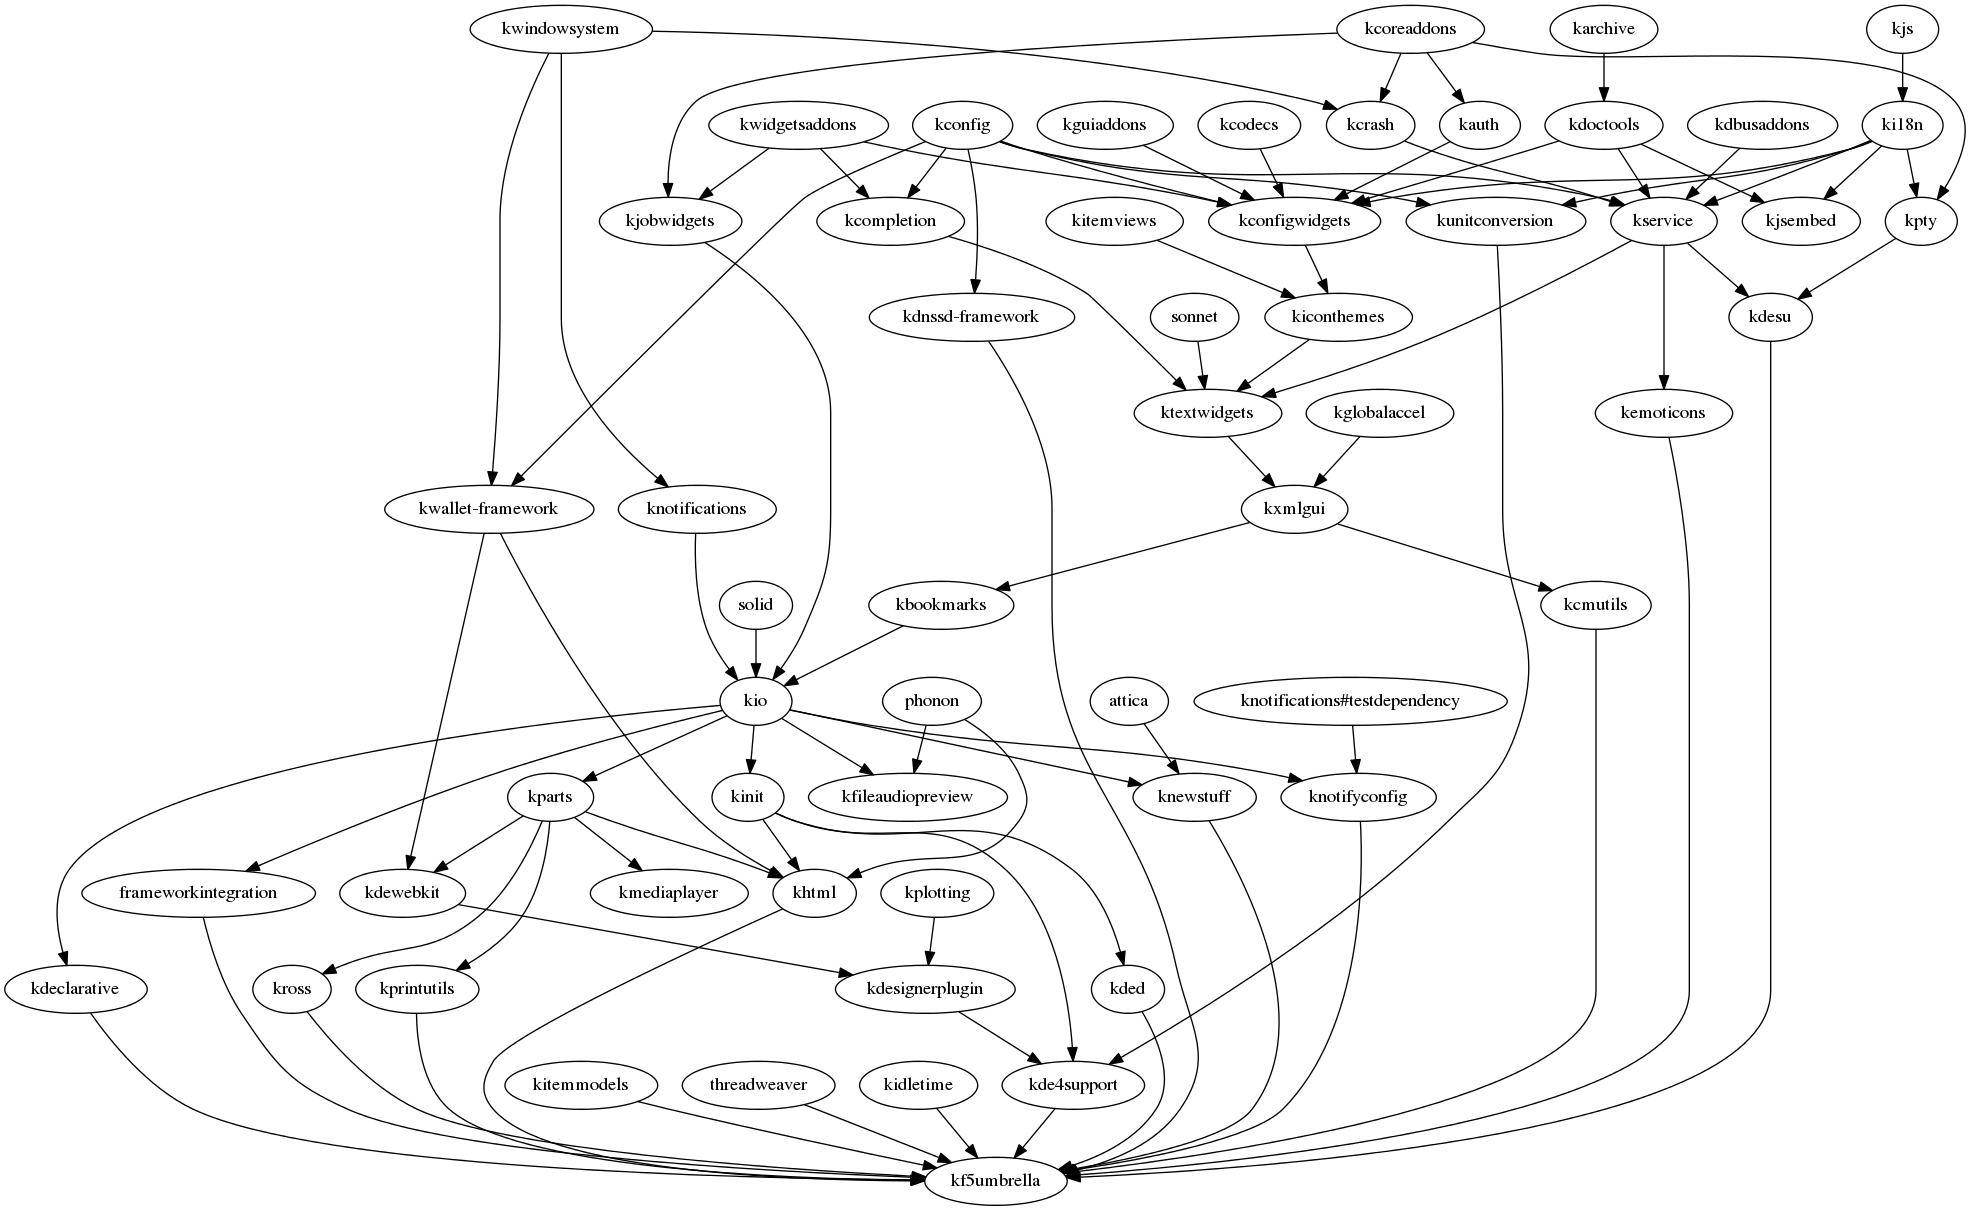 kwindowsystem
kcoreaddons
karchive
kjs
kwidgetsaddons
kconfig
kguiaddons
kcodecs
kcrash
kauth
kdoctools
kdbusaddons
ki18n
kjobwidgets
kcompletion
kitemviews
kconfigwidgets
kunitconversion
kservice
kjsembed
kpty
kdnssd-framework
sonnet
kiconthemes
kdesu
ktextwidgets
kglobalaccel
kemoticons
kwallet-framework
knotifications
kxmlgui
solid
kbookmarks
kcmutils
kio
phonon
attica
knotifications#testdependency
kparts
kinit
kfileaudiopreview
knewstuff
knotifyconfig
frameworkintegration
kdewebkit
kmediaplayer
khtml
kplotting
kdeclarative
kross
kprintutils
kdesignerplugin
kded
kitemmodels
threadweaver
kidletime
kde4support
kf5umbrella